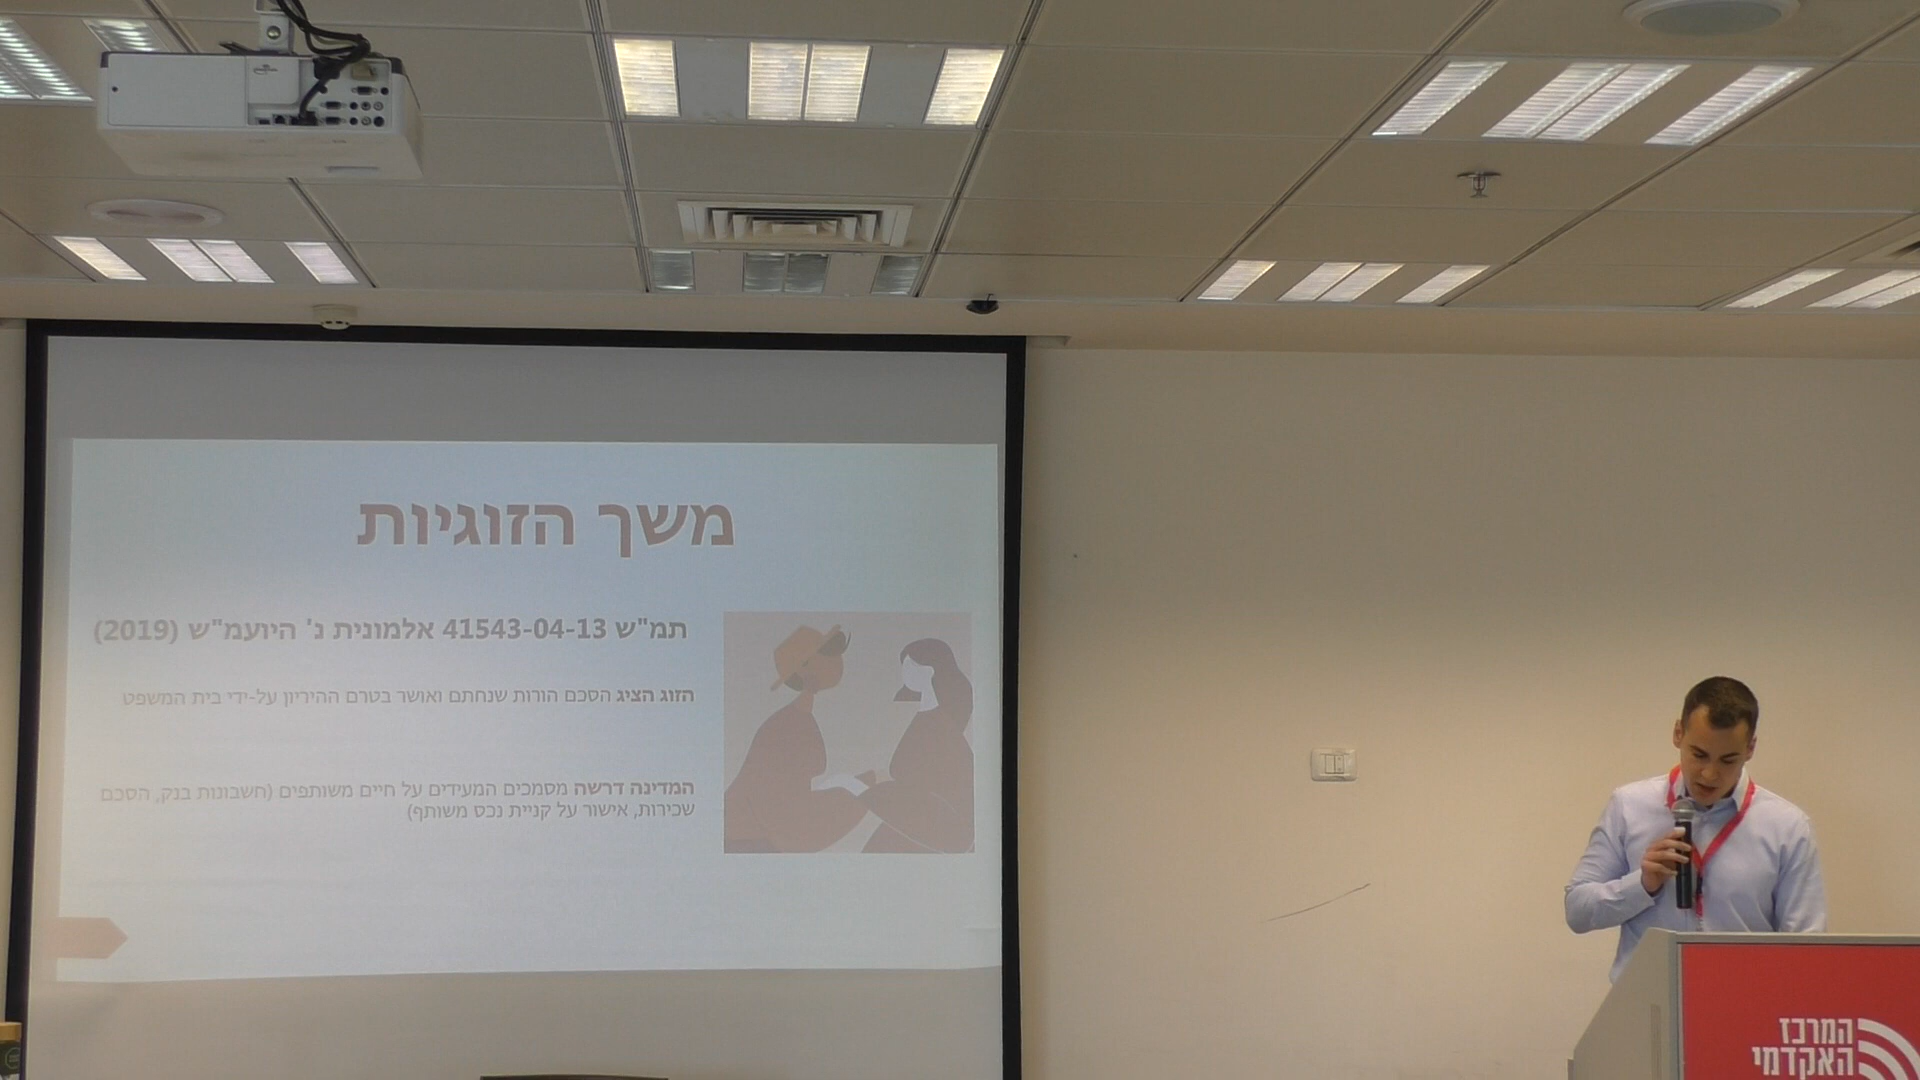 משך הזוגיות
תמ"ש 41543-04-13 אלמונית נ' היועמ"ש (2019)
הזוג הציג הסכם הורות שנחתם ואושר בטרם ההיריון על-ידי בית המשפט
המדינה דרשה מסמכים המעידים על חיים משותפים (חשבונות בנק, הסכם
שכירות, אישור על קניית נכס משותף)
המרכז
האקדמי